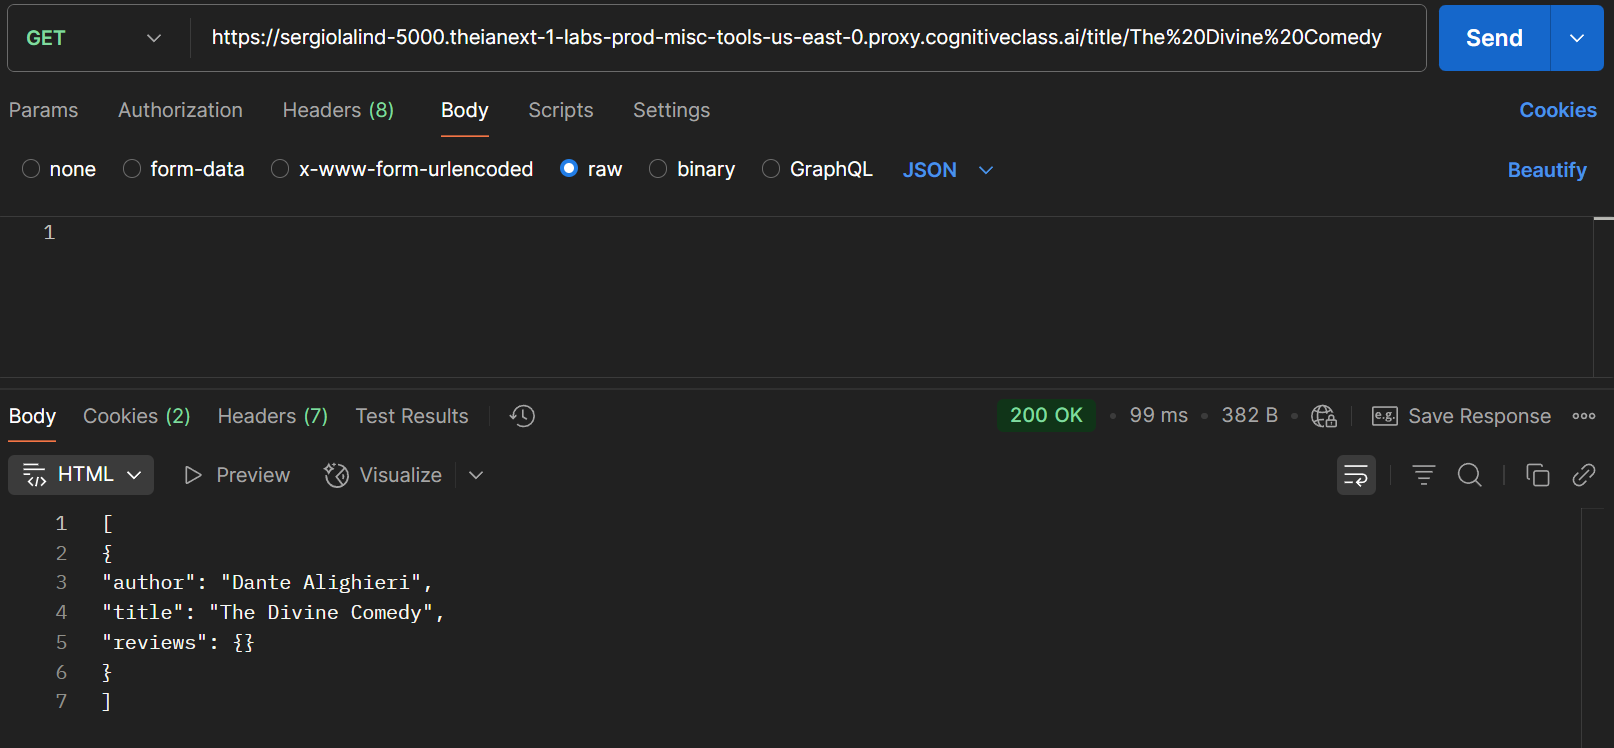 GET https://sergiolalind-5000.theianext-1-labs-prod-misc-tools-us-east-0.proxy.cognitiveclass.ai/title/The%20Divine%20Comedy Send
Params Authorization Headers (8) Body Scripts Settings Cookies
none form-data x-www-form-urlencoded raw binary GraphQL JSON Beautify
1
Body Cookies (2) Headers (7) Test Results 200 OK • 99 ms • 382 B • e.g. Save Response
HTML Preview Visualize
1 [
2 {
3 "author": "Dante Alighieri",
4 "title": "The Divine Comedy",
5 "reviews": {}
6 }
7 ]